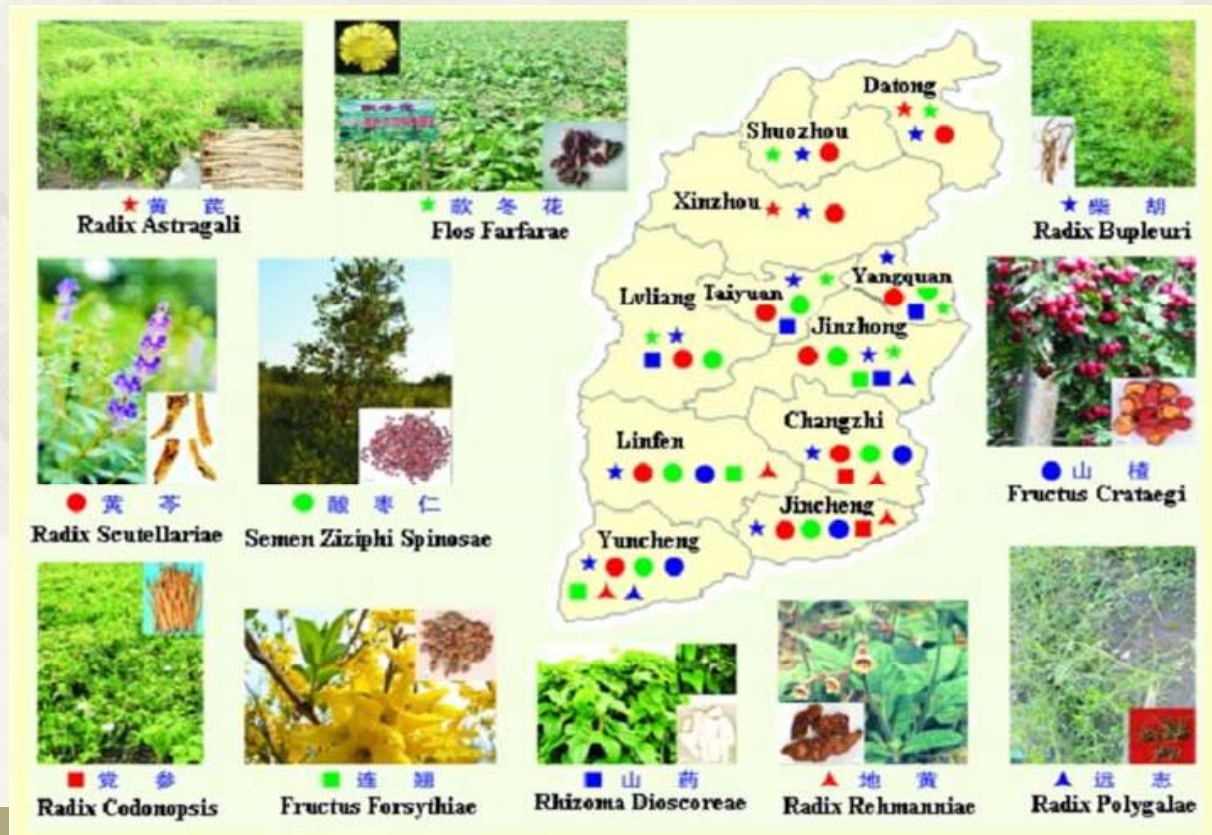 黄 芪
Radix Astragali
款 冬 花
Flos Farfarae
柴 胡
Radix Bupleuri
黄 芩
Radix Scutellariae
酸 枣 仁
Semen Ziziphi Spinosae
山 楂
Fructus Crataegi
Datong
Shuozhou
Xinzhou
Lvliang
Taiyuan
Yangquan
Jinzhong
Linfen
Changzhi
Jincheng
Yuncheng
党 参
Radix Codonopsis
连 翘
Fructus Forsythiae
山 药
Rhizoma Dioscoreae
地 黄
Radix Rehmanniae
远 志
Radix Polygalae